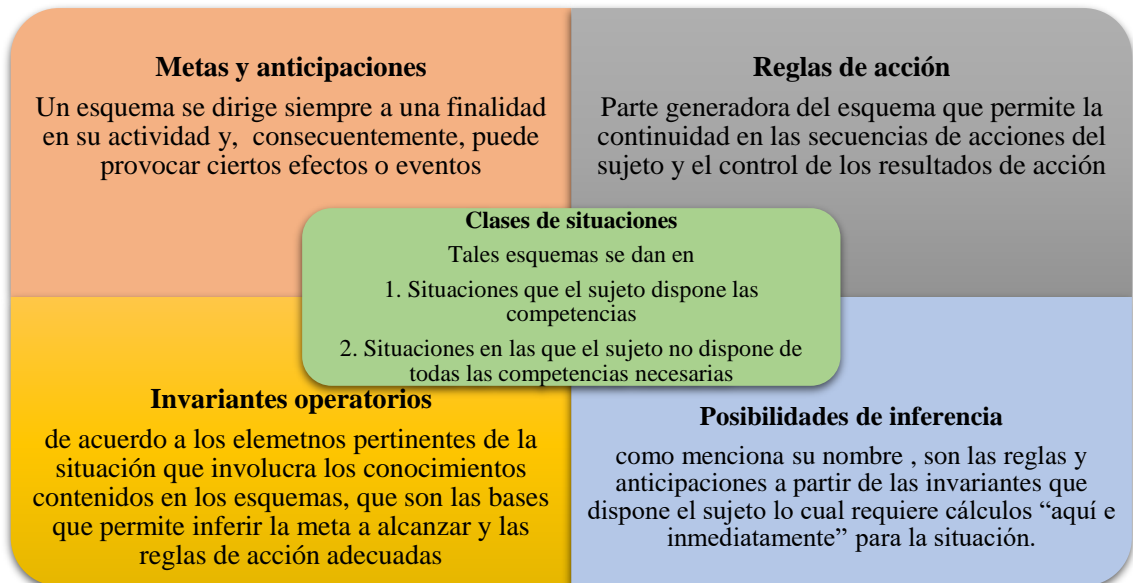 Metas y anticipaciones
Un esquema se dirige siempre a una finalidad
en su actividad y, consecuentemente, puede
provocar ciertos efectos o eventos
Reglas de acción
Parte generadora del esquema que permite la
continuidad en las secuencias de acciones del
sujeto y el control de los resultados de acción
Clases de situaciones
Tales esquemas se dan en
1. Situaciones que el sujeto dispone las
competencias
2. Situaciones en las que el sujeto no dispone de
todas las competencias necesarias
Invariantes operatorios
de acuerdo a los elemetnos pertinentes de la
situación que involucra los conocimientos
contenidos en los esquemas, que son las bases
que permite inferir la meta a alcanzar y las
reglas de acción adecuadas
Posibilidades de inferencia
como menciona su nombre , son las reglas y
anticipaciones a partir de las invariantes que
dispone el sujeto lo cual requiere cálculos “aquí e
inmediatamente” para la situación.